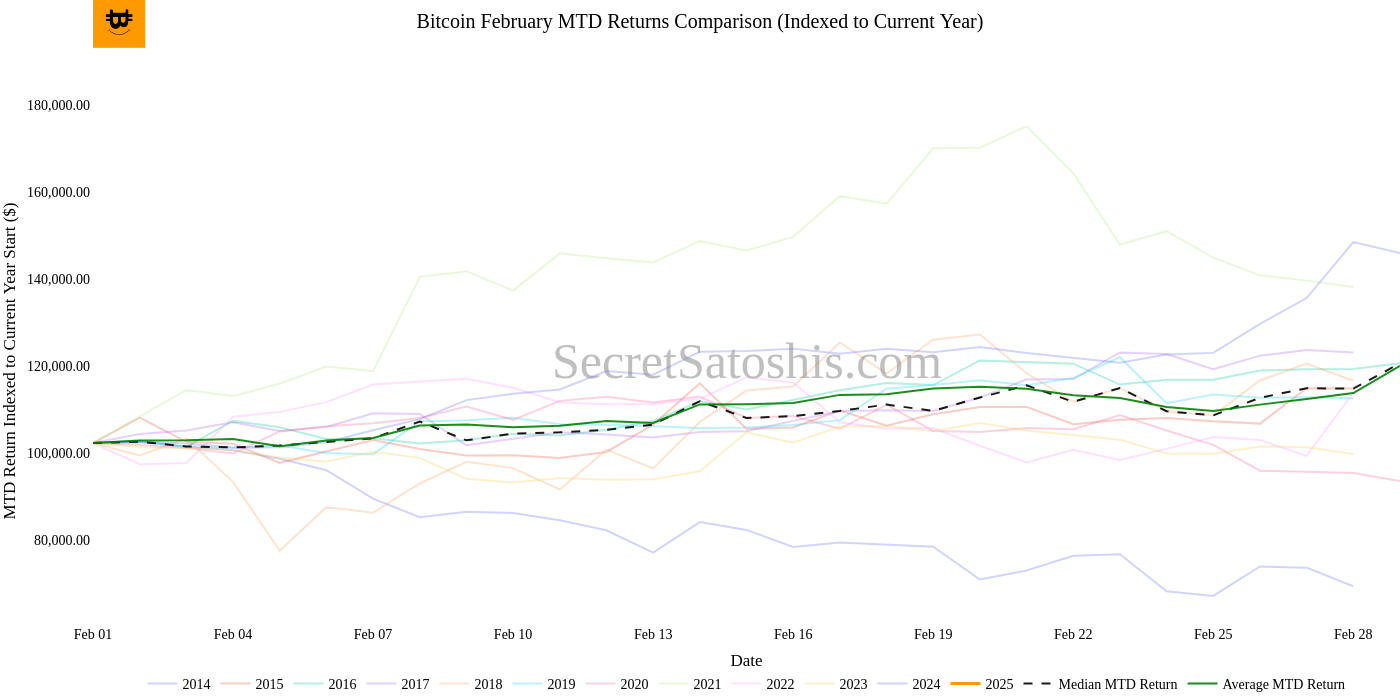 Bitcoin February MTD Returns Comparison (Indexed to Current Year)
MTD Return Indexed to Current Year Start ($)
180,000.00
160,000.00
140,000.00
120,000.00
100,000.00
80,000.00
SecretSatoshis.com
Feb 01 Feb 04 Feb 07 Feb 10 Feb 13 Feb 16 Feb 19 Feb 22 Feb 25 Feb 28
Date
2014 2015 2016 2017 2018 2019 2020 2021 2022 2023 2024 2025 Median MTD Return Average MTD Return